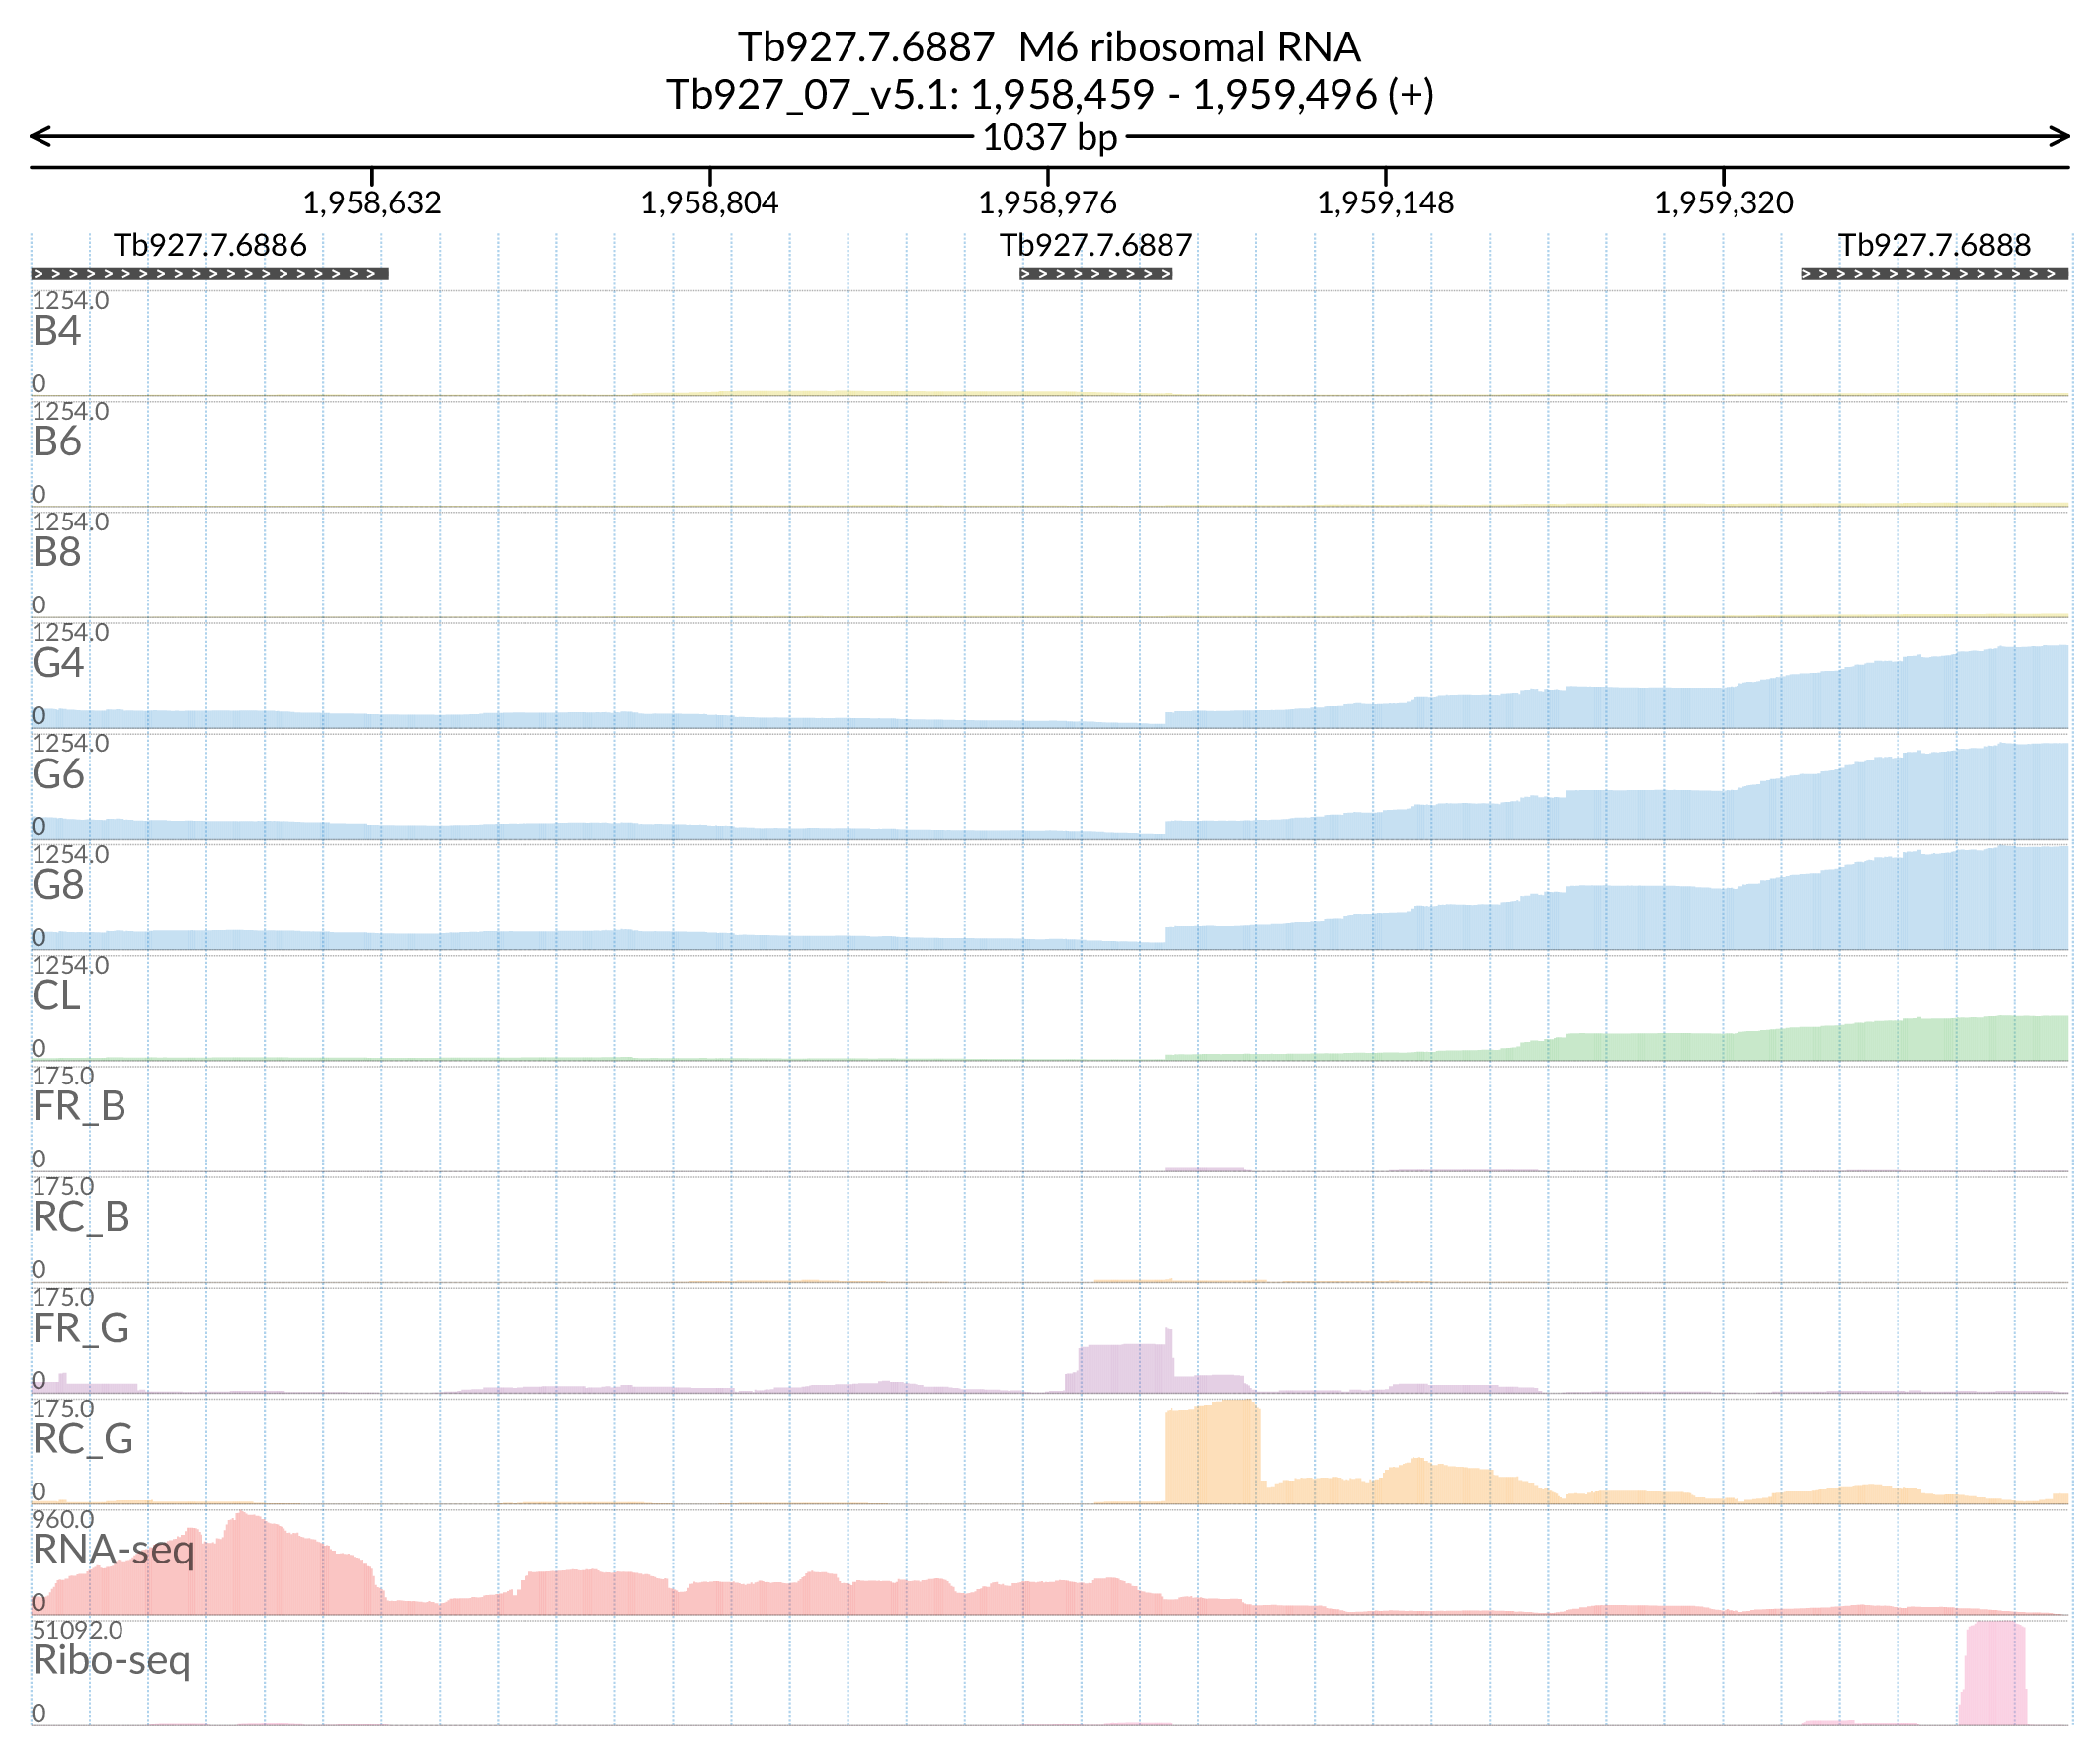 Tb927.7.6887 M6 ribosomal RNA
Tb927_07_v5.1: 1,958,459 - 1,959,496 (+)
1037 bp
1,958,632 1,958,804 1,958,976 1,959,148 1,959,320
Tb927.7.6886 Tb927.7.6887 Tb927.7.6888
1254.0
B4
0
1254.0
B6
0
1254.0
B8
0
1254.0
G4
0
1254.0
G6
0
1254.0
G8
0
1254.0
CL
0
175.0
FR_B
0
175.0
RC_B
0
175.0
FR_G
0
175.0
RC_G
0
960.0
RNA-seq
0
51092.0
Ribo-seq
0